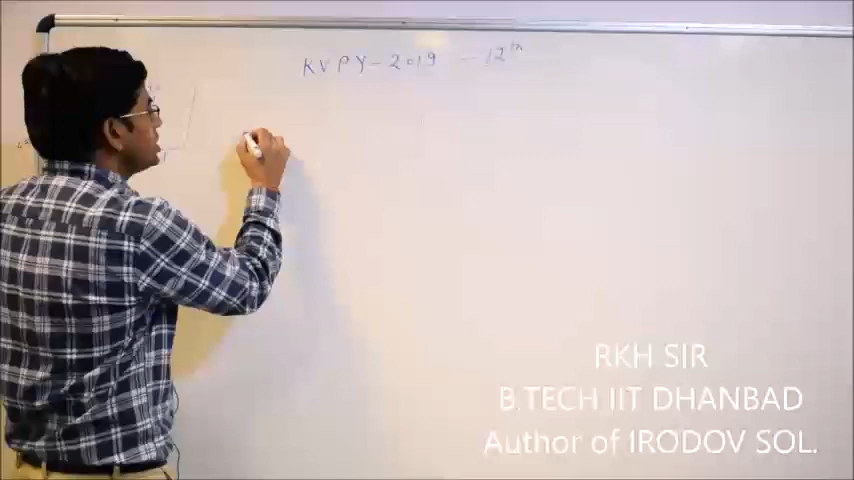 KVPY-2019 - 12th
RKH SIR
B.TECH IIT DHANBAD
Author of IRODOV SOL.